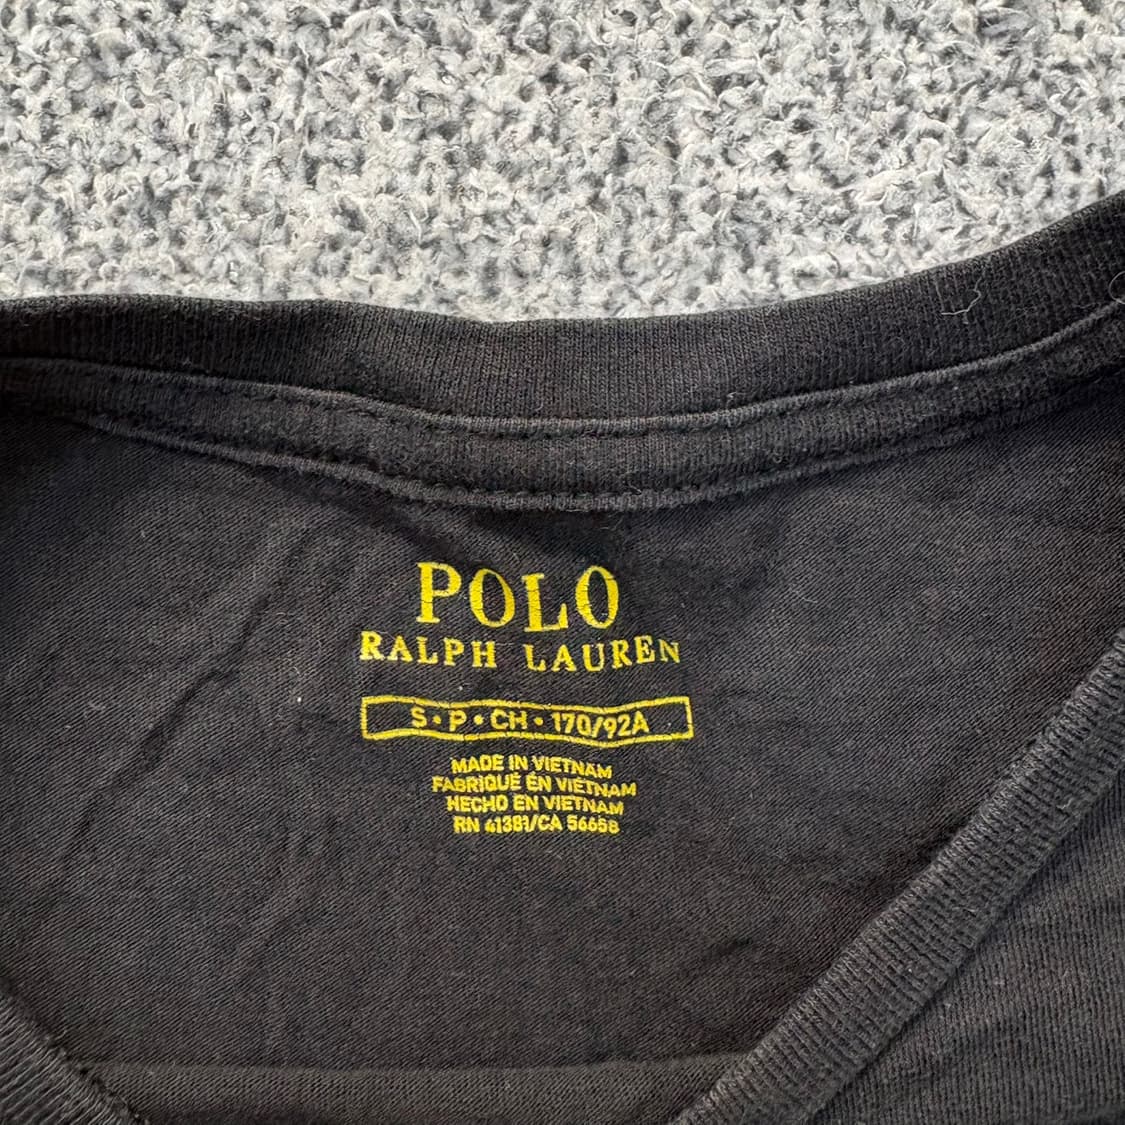 POLO
RALPH LAUREN
S • P • CH • 170/92A
MADE IN VIETNAM
FABRIQUÉ EN VIETNAM
HECHO EN VIETNAM
RN 41381/CA 56658